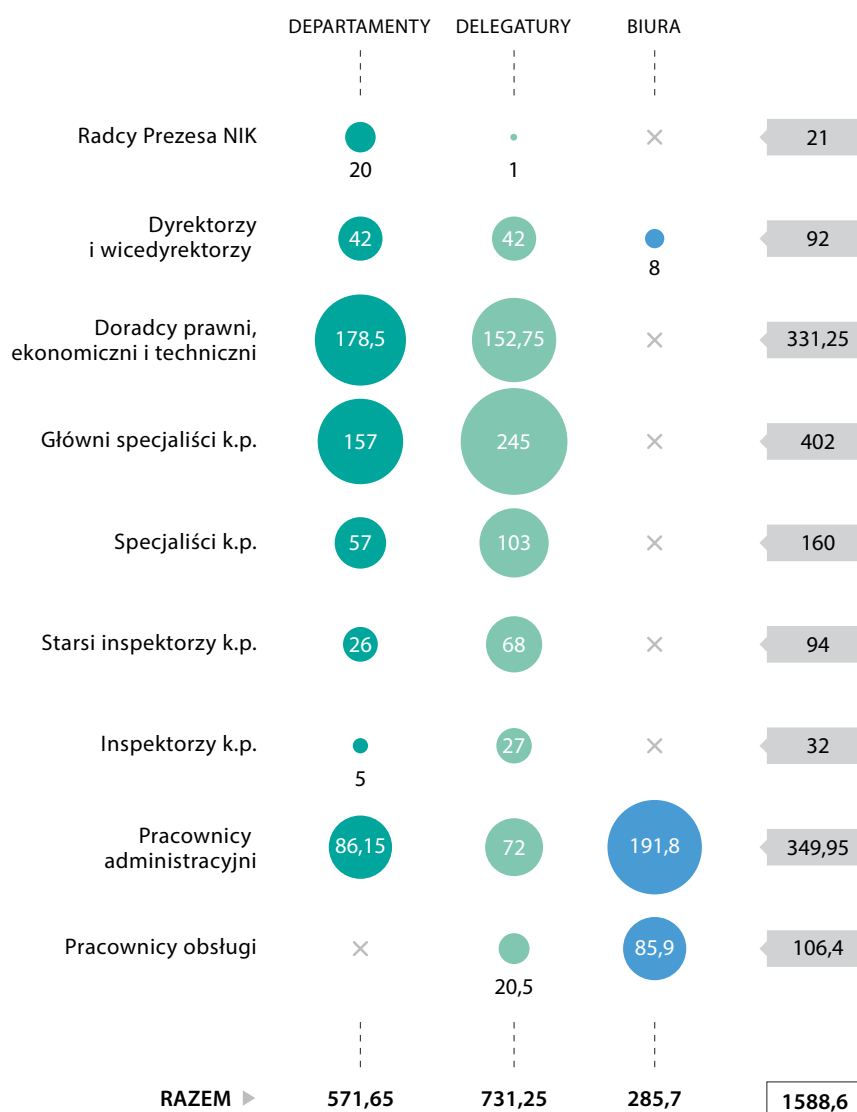 DEPARTAMENTY DELEGATURY BIURA
Radcy Prezesa NIK 20 1 × 21
Dyrektorzy
i wicedyrektorzy 42 42 8 92
Doradcy prawni,
ekonomiczni i techniczni 178,5 152,75 × 331,25
Główni specjaliści k.p. 157 245 × 402
Specjaliści k.p. 57 103 × 160
Starsi inspektorzy k.p. 26 68 × 94
Inspektorzy k.p. 5 27 × 32
Pracownicy
administracyjni 86,15 72 191,8 349,95
Pracownicy obsługi × 20,5 85,9 106,4
RAZEM 571,65 731,25 285,7 1588,6